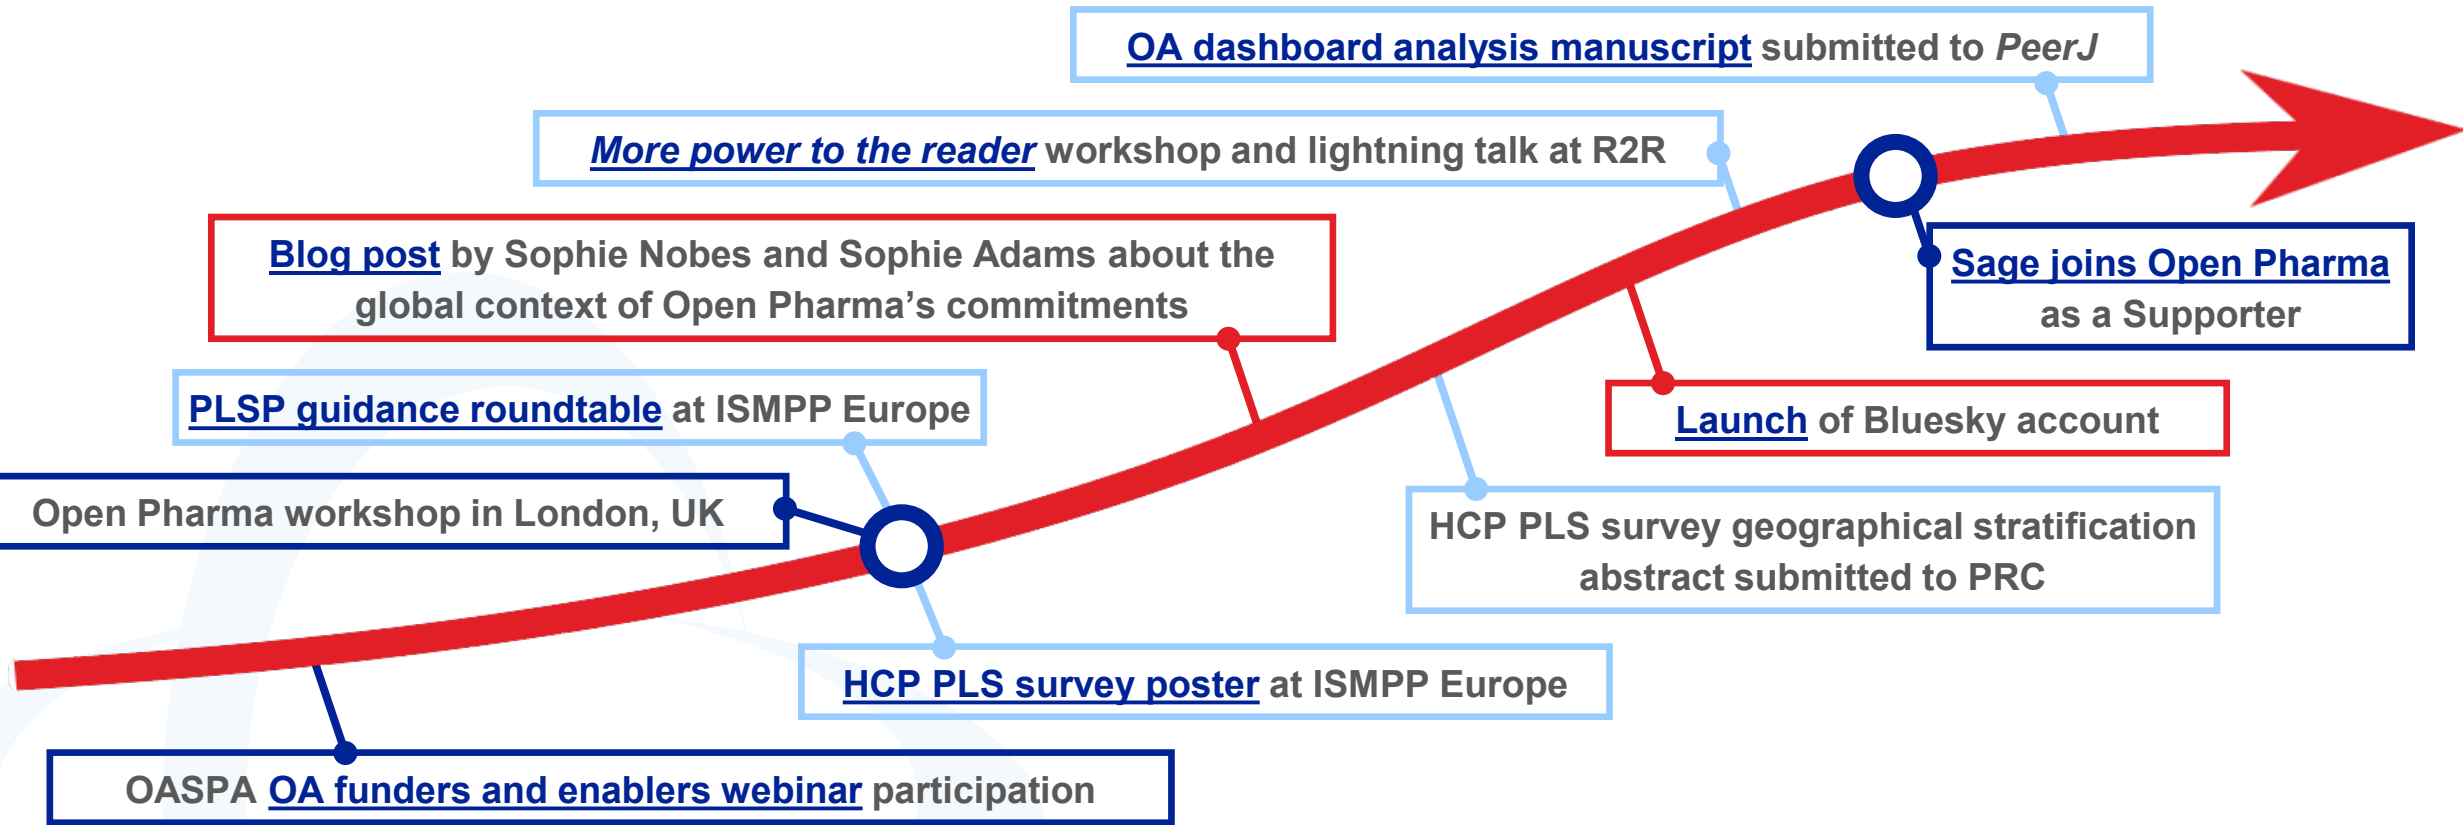 OA dashboard analysis manuscript submitted to PeerJ
More power to the reader workshop and lightning talk at R2R
Blog post by Sophie Nobes and Sophie Adams about the
global context of Open Pharma’s commitments
Sage joins Open Pharma
as a Supporter
PLSP guidance roundtable at ISMPP Europe
Launch of Bluesky account
Open Pharma workshop in London, UK
HCP PLS survey geographical stratification
abstract submitted to PRC
HCP PLS survey poster at ISMPP Europe
OASPA OA funders and enablers webinar participation